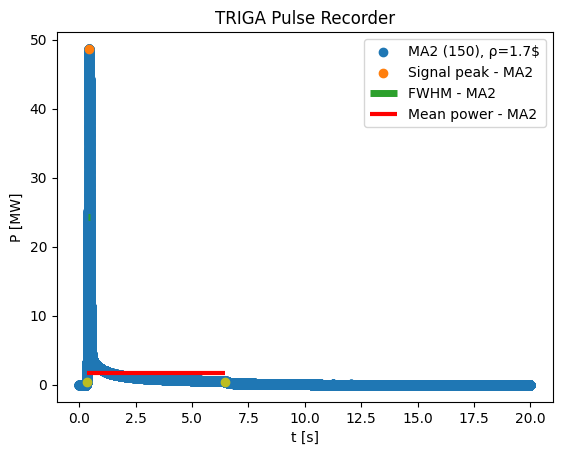 TRIGA Pulse Recorder
P [MW]
50
40
30
20
10
0
MA2 (150), ρ=1.7$
Signal peak - MA2
FWHM - MA2
Mean power - MA2
0.0 2.5 5.0 7.5 10.0 12.5 15.0 17.5 20.0
t [s]